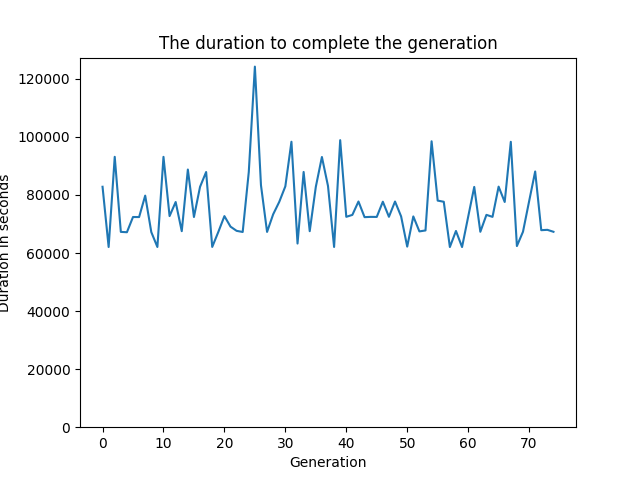 The duration to complete the generation
Duration in seconds
120000
100000
80000
60000
40000
20000
0
0 10 20 30 40 50 60 70
Generation